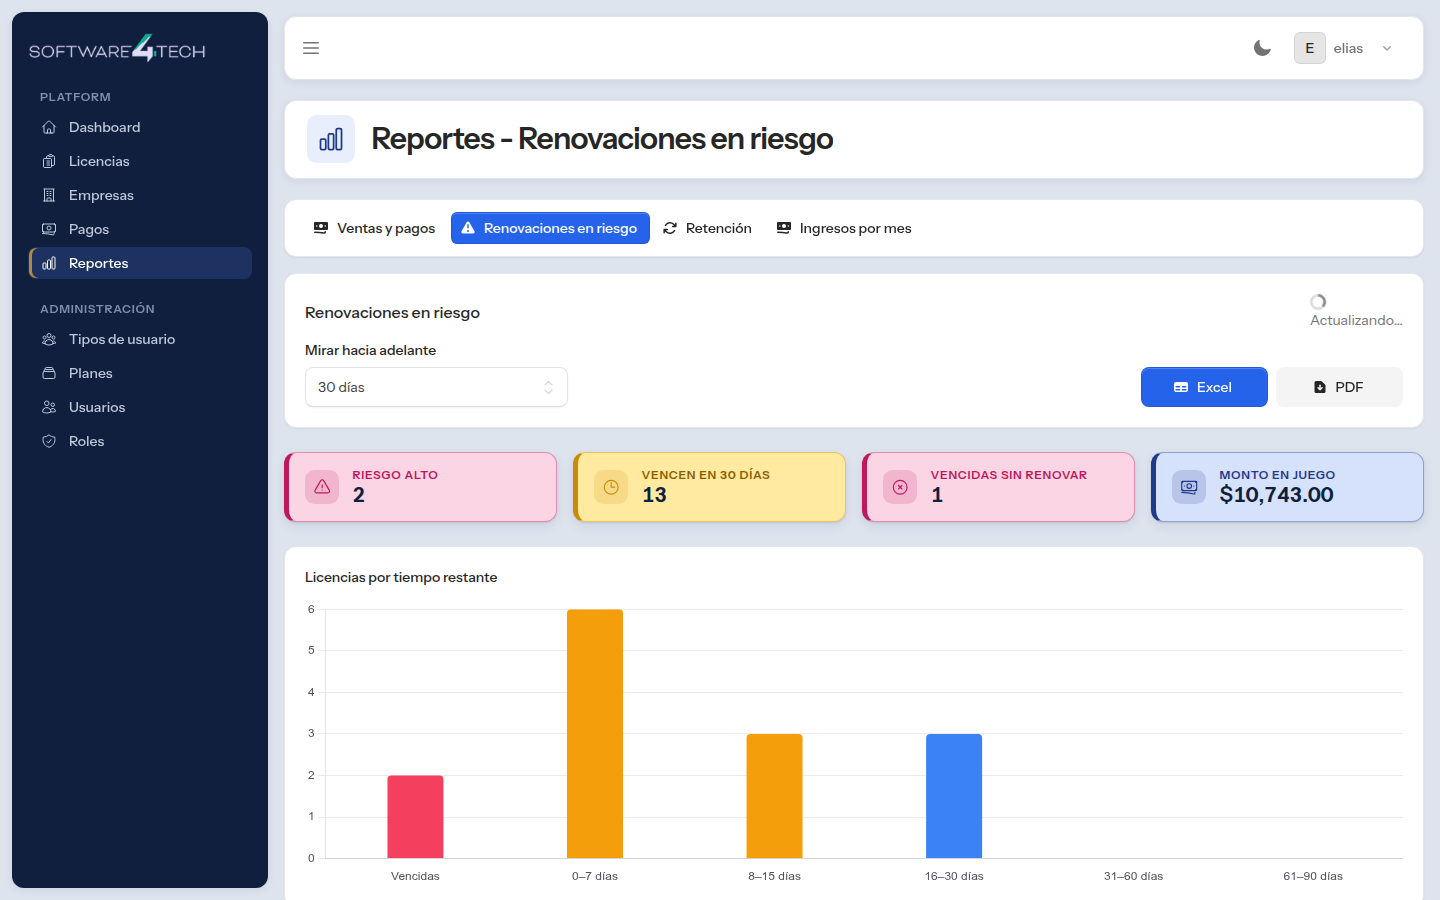 SOFTWARE4TECH
PLATFORM
Dashboard
Licencias
Empresas
Pagos
Reportes
ADMINISTRACIÓN
Tipos de usuario
Planes
Usuarios
Roles
E elias
Reportes - Renovaciones en riesgo
Ventas y pagos Renovaciones en riesgo Retención Ingresos por mes
Renovaciones en riesgo
Actualizando...
Mirar hacia adelante
30 días
Excel PDF
RIESGO ALTO
2
VENCEN EN 30 DÍAS
13
VENCIDAS SIN RENOVAR
1
MONTO EN JUEGO
$10,743.00
Licencias por tiempo restante
6
5
4
3
2
1
0
Vencidas 0–7 días 8–15 días 16–30 días 31–60 días 61–90 días